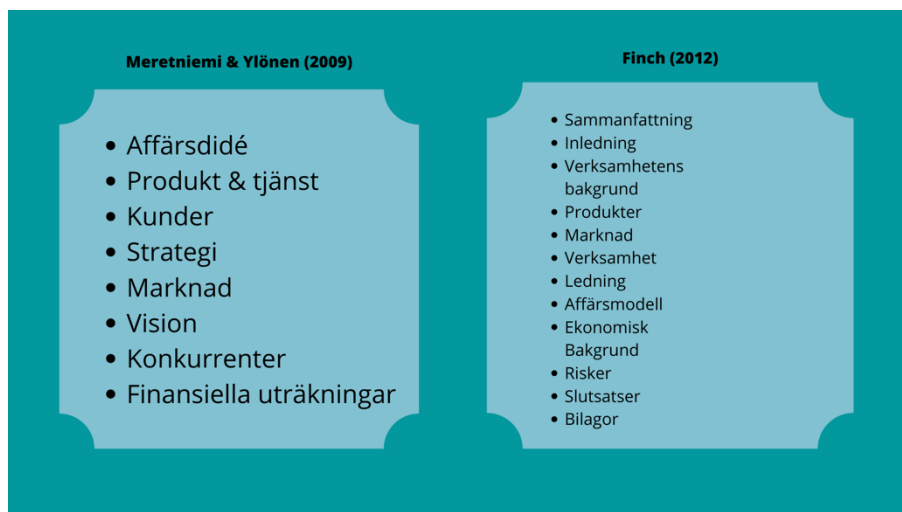 Meretniemi & Ylönen (2009)
• Affärsdidé
• Produkt & tjänst
• Kunder
• Strategi
• Marknad
• Vision
• Konkurrenter
• Finansiella uträkningar
Finch (2012)
• Sammanfattning
• Inledning
• Verksamhetens
bakgrund
• Produkter
• Marknad
• Verksamhet
• Ledning
• Affärsmodell
• Ekonomisk
Bakgrund
• Risker
• Slutsatser
• Bilagor